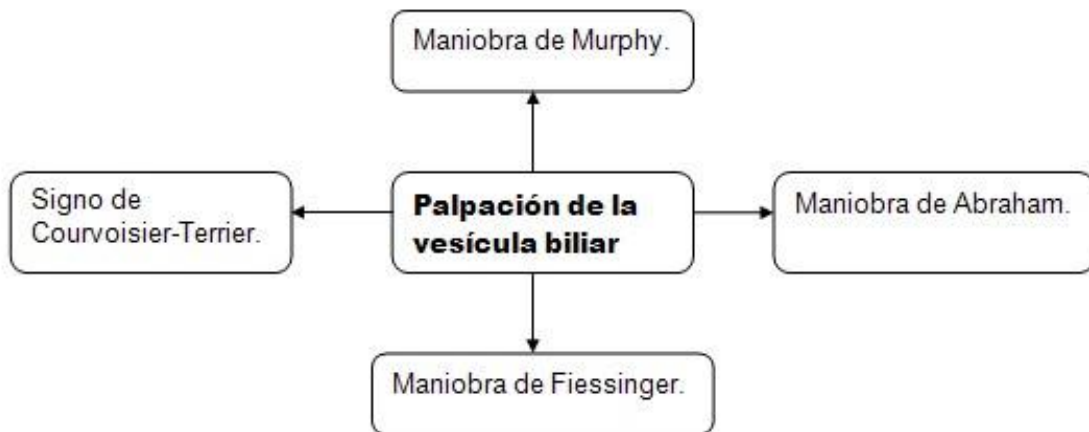 Maniobra de Murphy.
Signo de
Courvoisier-Terrier.
Palpación de la
vesícula biliar
Maniobra de Abraham.
Maniobra de Fiessinger.